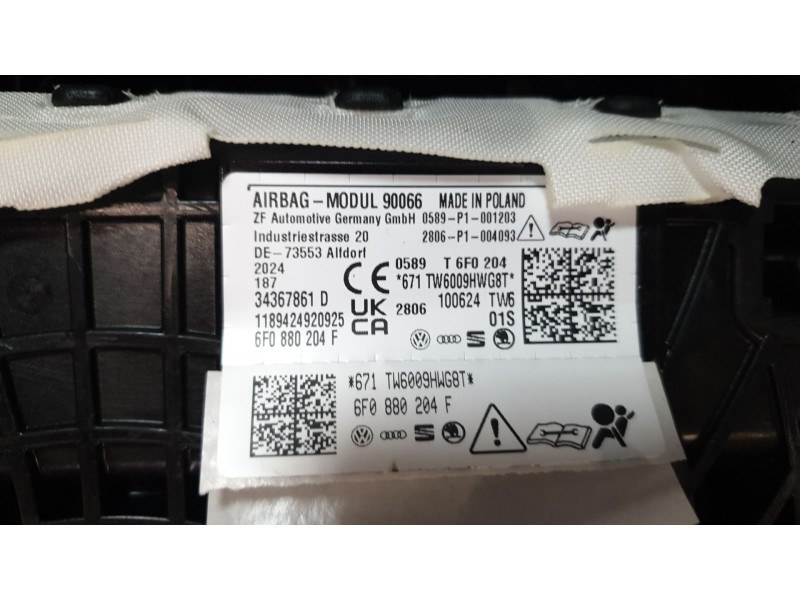 AIRBAG-MODUL 90066 MADE IN POLAND
ZF Automotive Germany GmbH 0589-P1-001203
Industriestrasse 20 2806-P1-004093
DE-73553 Alfdorf
2024 CE 0589 T 6F0 204
187 *671 TW6009HWG8T*
34367861 D UK CA 2806 100624 TW6
1189424920925 01S
6F0 880 204 F
*671 TW6009HWG8T*
6F0 880 204 F